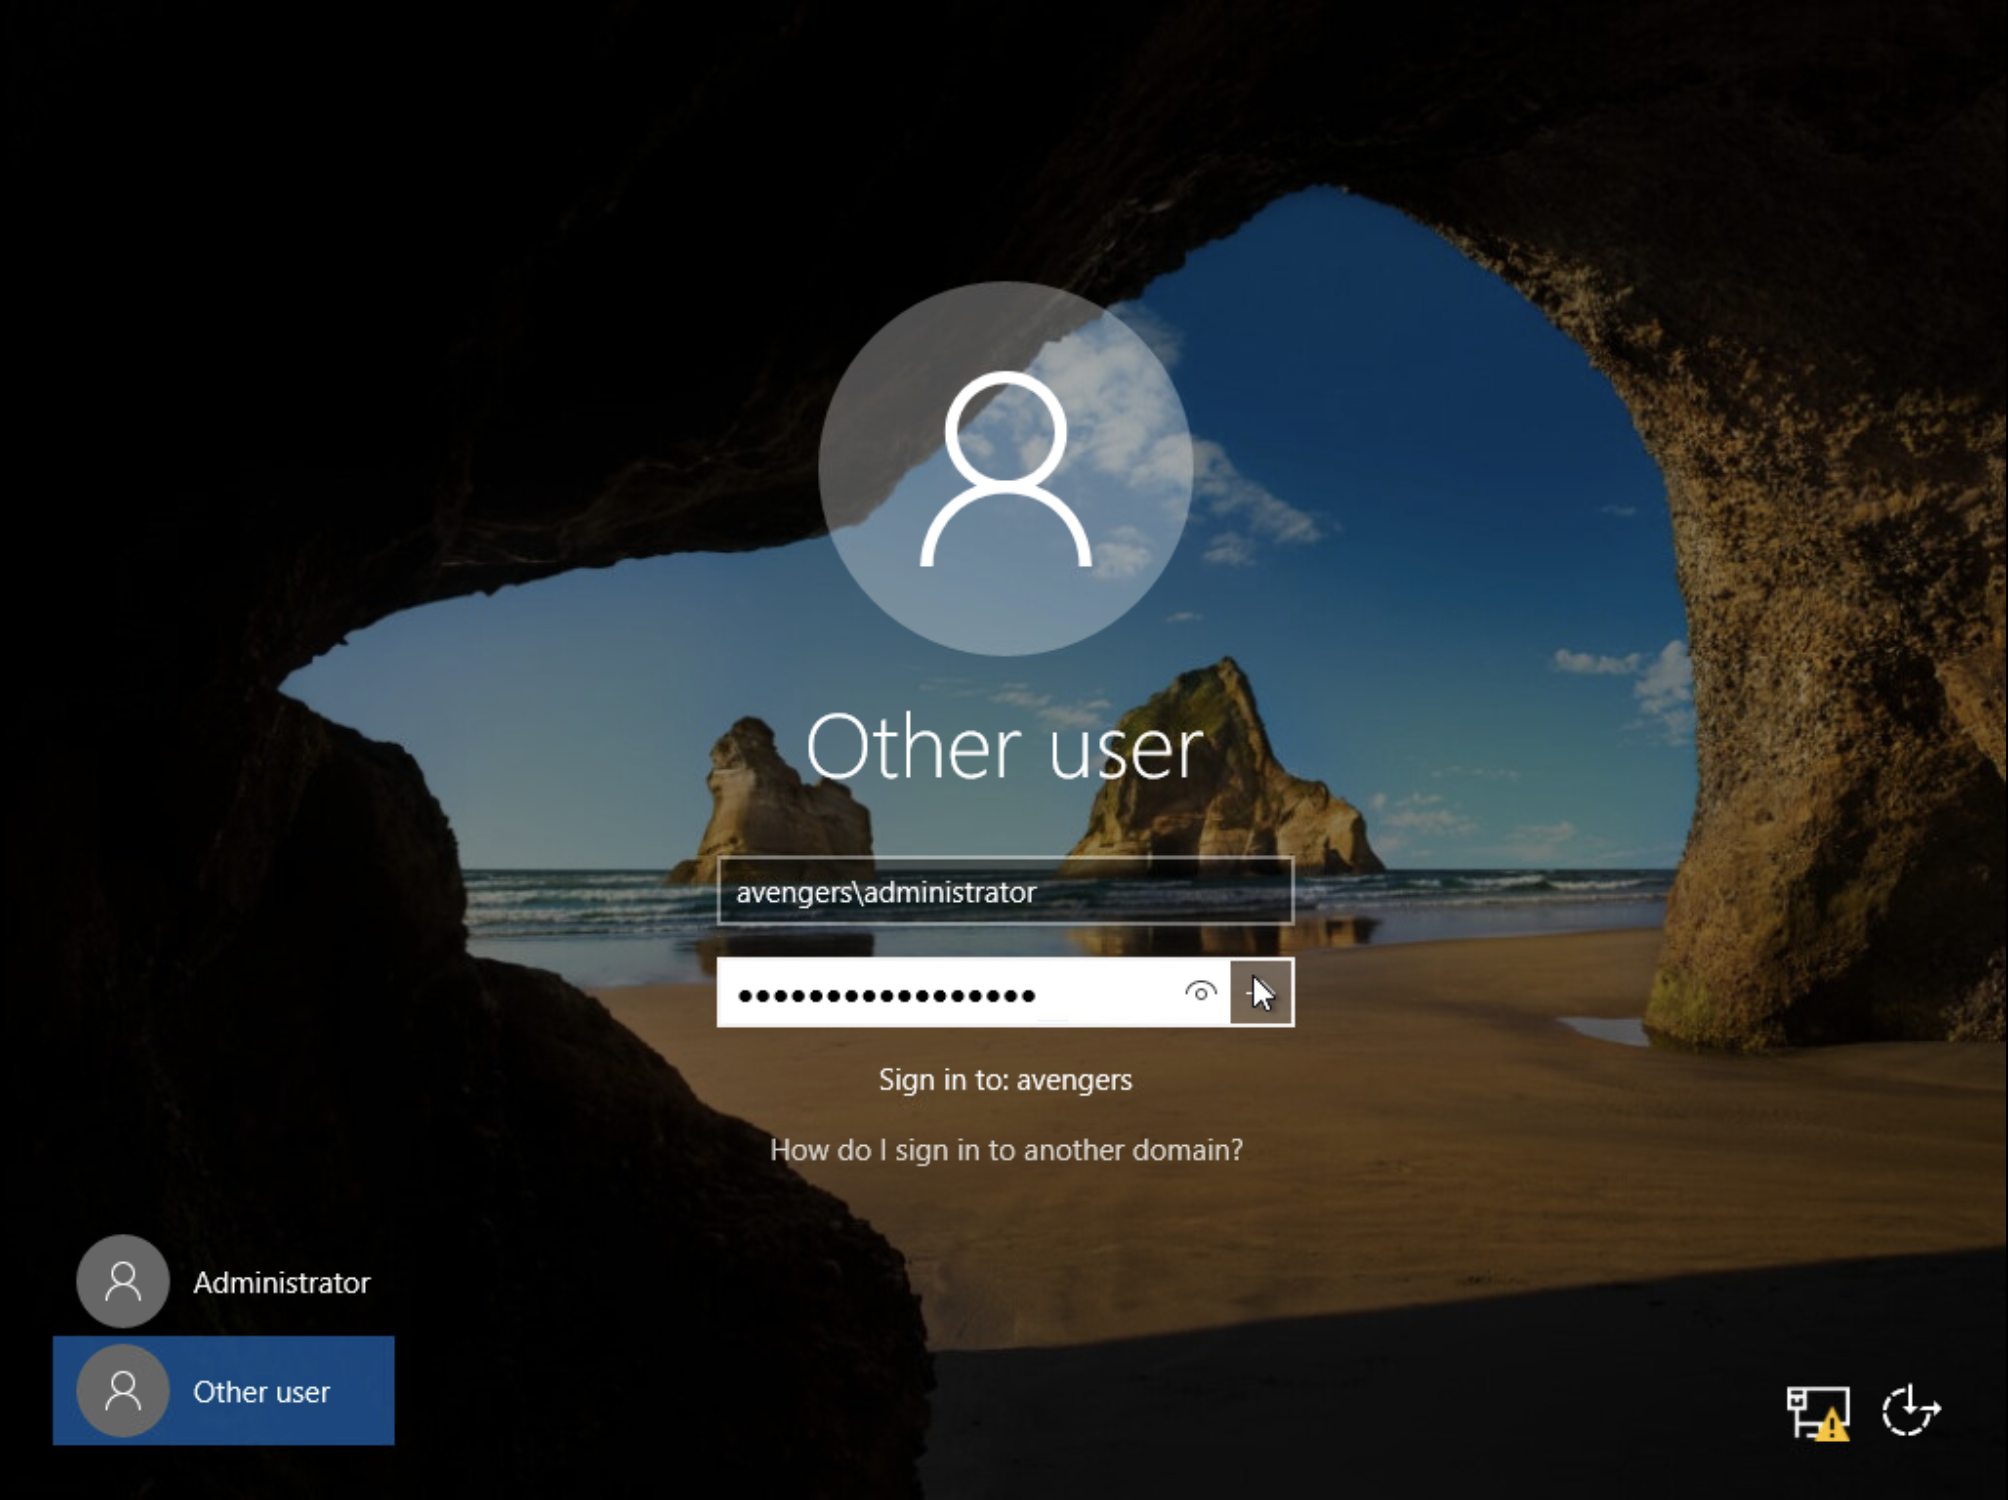 Other user
avengers\administrator
Sign in to: avengers
How do I sign in to another domain?
Administrator
Other user